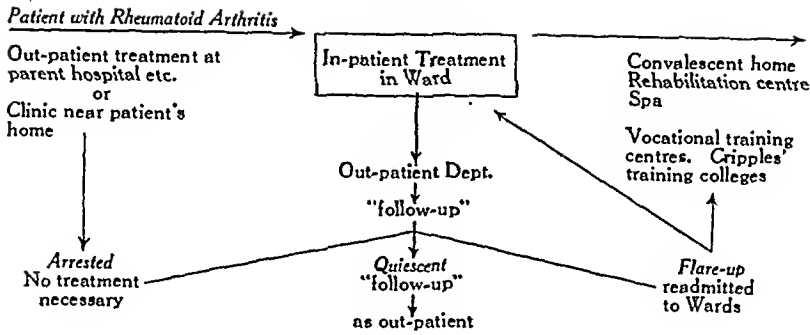 Patient with Rheumatoid Arthritis
Out-patient treatment at
parent hospital etc.
or
Clinic near patient's
home
In-patient Treatment
in Ward
Convalescent home
Rehabilitation centre
Spa
Vocational training
centres. Cripples'
training colleges
Out-patient Dept.
"follow-up"
Arrested
No treatment
necessary
Quiescent
"follow-up"
as out-patient
Flare-up
readmitted
to Wards